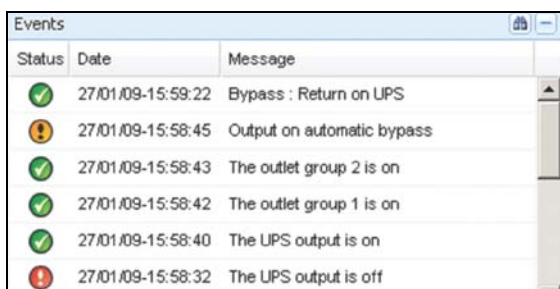 Events
Status Date Message
27/01/09-15:59:22 Bypass : Return on UPS
27/01/09-15:58:45 Output on automatic bypass
27/01/09-15:58:43 The outlet group 2 is on
27/01/09-15:58:42 The outlet group 1 is on
27/01/09-15:58:40 The UPS output is on
27/01/09-15:58:32 The UPS output is off